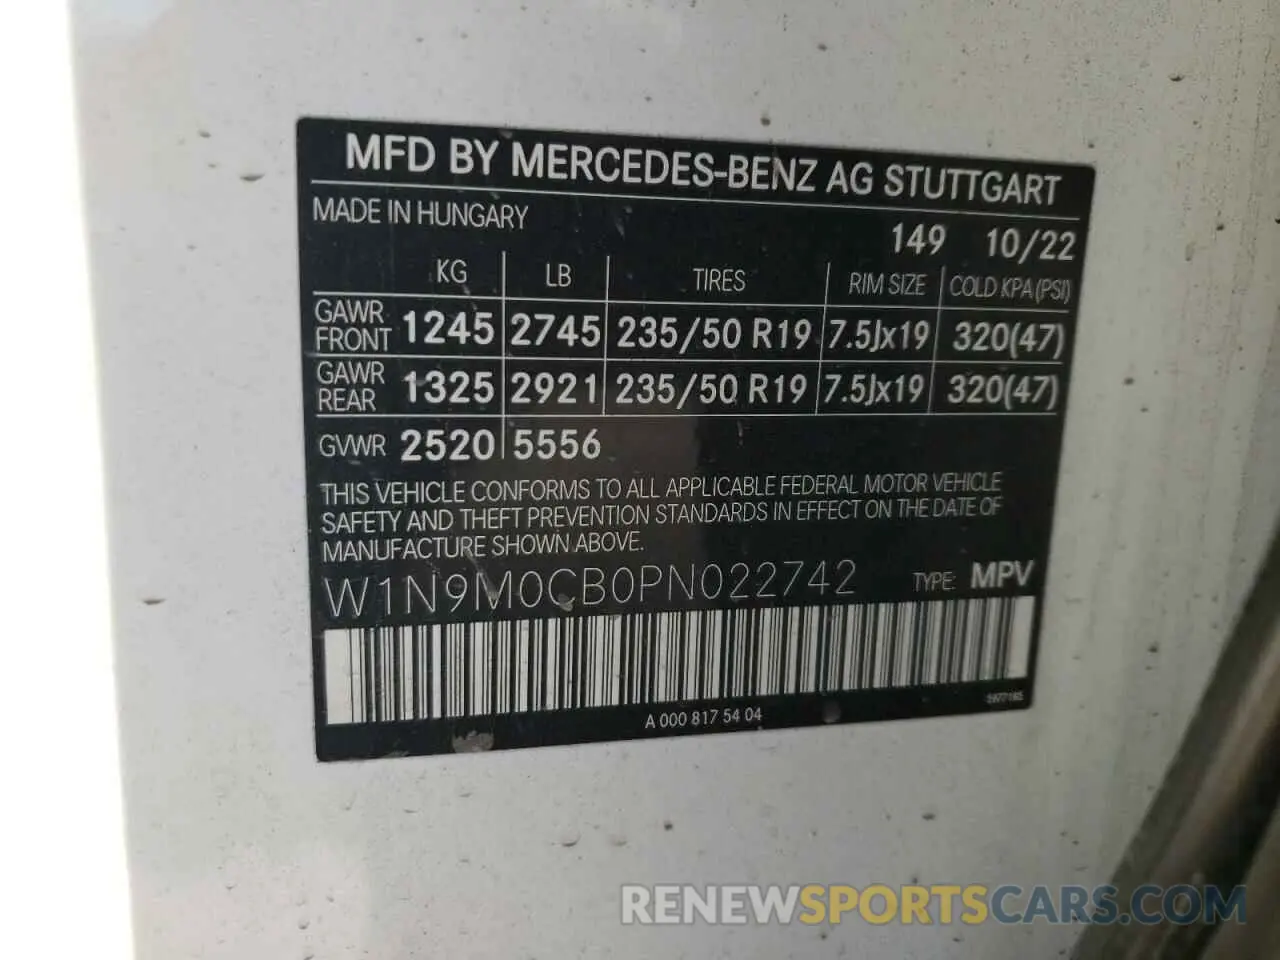 MFD BY MERCEDES-BENZ AG STUTTGART
MADE IN HUNGARY
149 10/22
KG LB TIRES RIM SIZE COLD KPA (PSI)
GAWR FRONT 1245 2745 235/50 R19 7.5Jx19 320(47)
GAWR REAR 1325 2921 235/50 R19 7.5Jx19 320(47)
GVWR 2520 5556
THIS VEHICLE CONFORMS TO ALL APPLICABLE FEDERAL MOTOR VEHICLE
SAFETY AND THEFT PREVENTION STANDARDS IN EFFECT ON THE DATE OF
MANUFACTURE SHOWN ABOVE.
W1N9M0CB0PN022742 TYPE: MPV
A 000 817 54 04
RENEWSPORTSCARS.COM